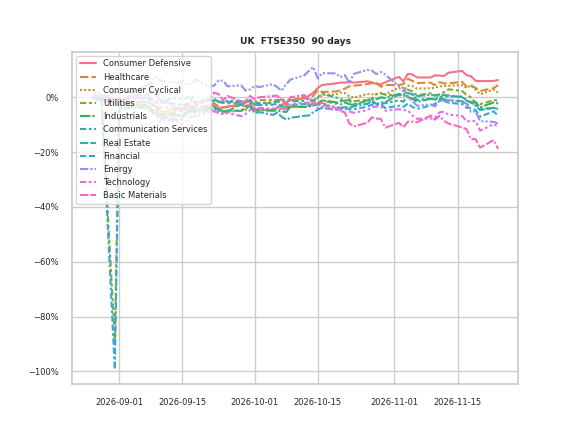 UK FTSE350 90 days
Consumer Defensive
Healthcare
Consumer Cyclical
Utilities
Industrials
Communication Services
Real Estate
Financial
Energy
Technology
Basic Materials
0%
−20%
−40%
−60%
−80%
−100%
2026-09-01 2026-09-15 2026-10-01 2026-10-15 2026-11-01 2026-11-15